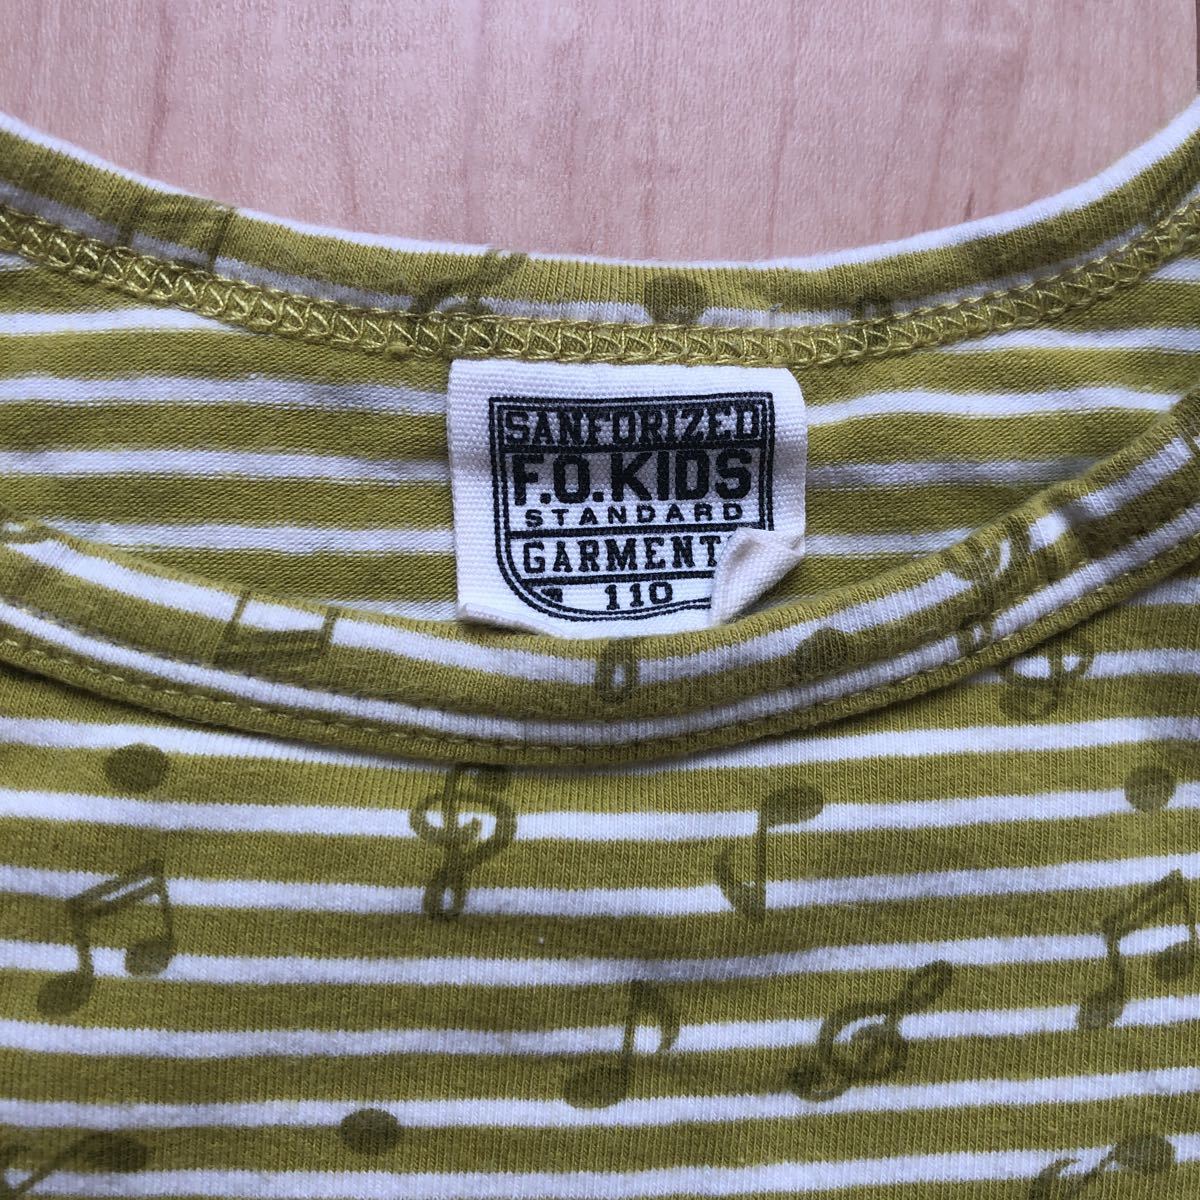 SANFORIZED
F.O.KIDS
STANDARD
GARMENT
110